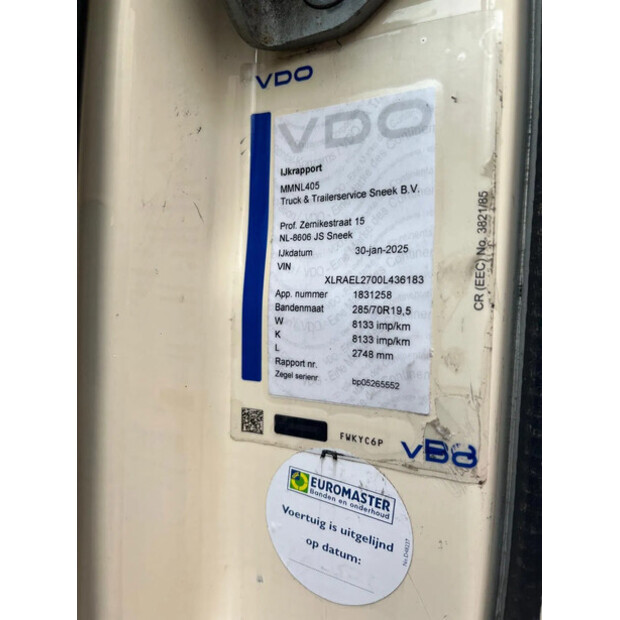 VDO
VDO
IJkrapport
MMNL405
Truck & Trailerservice Sneek B.V.
Prof. Zernikestraat 15
NL-8606 JS Sneek
IJkdatum 30-jan-2025
VIN
XLRAEL2700L436183
App. nummer 1831258
Bandenmaat 285/70R19,5
W 8133 imp/km
K 8133 imp/km
L 2748 mm
Rapport nr.
Zegel serienr bp05265552
CR (EEC) No. 3821/85
FWKYC6P
EUROMASTER
Banden en onderhoud
Voertuig is uitgelijnd
op datum: